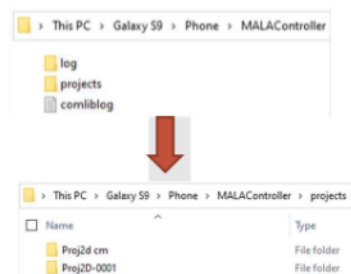 > This PC > Galaxy S9 > Phone > MALAController
log
projects
comliblog
> This PC > Galaxy S9 > Phone > MALAController > projects
Name Type
Proj2d cm File folder
Proj2D-0001 File folder